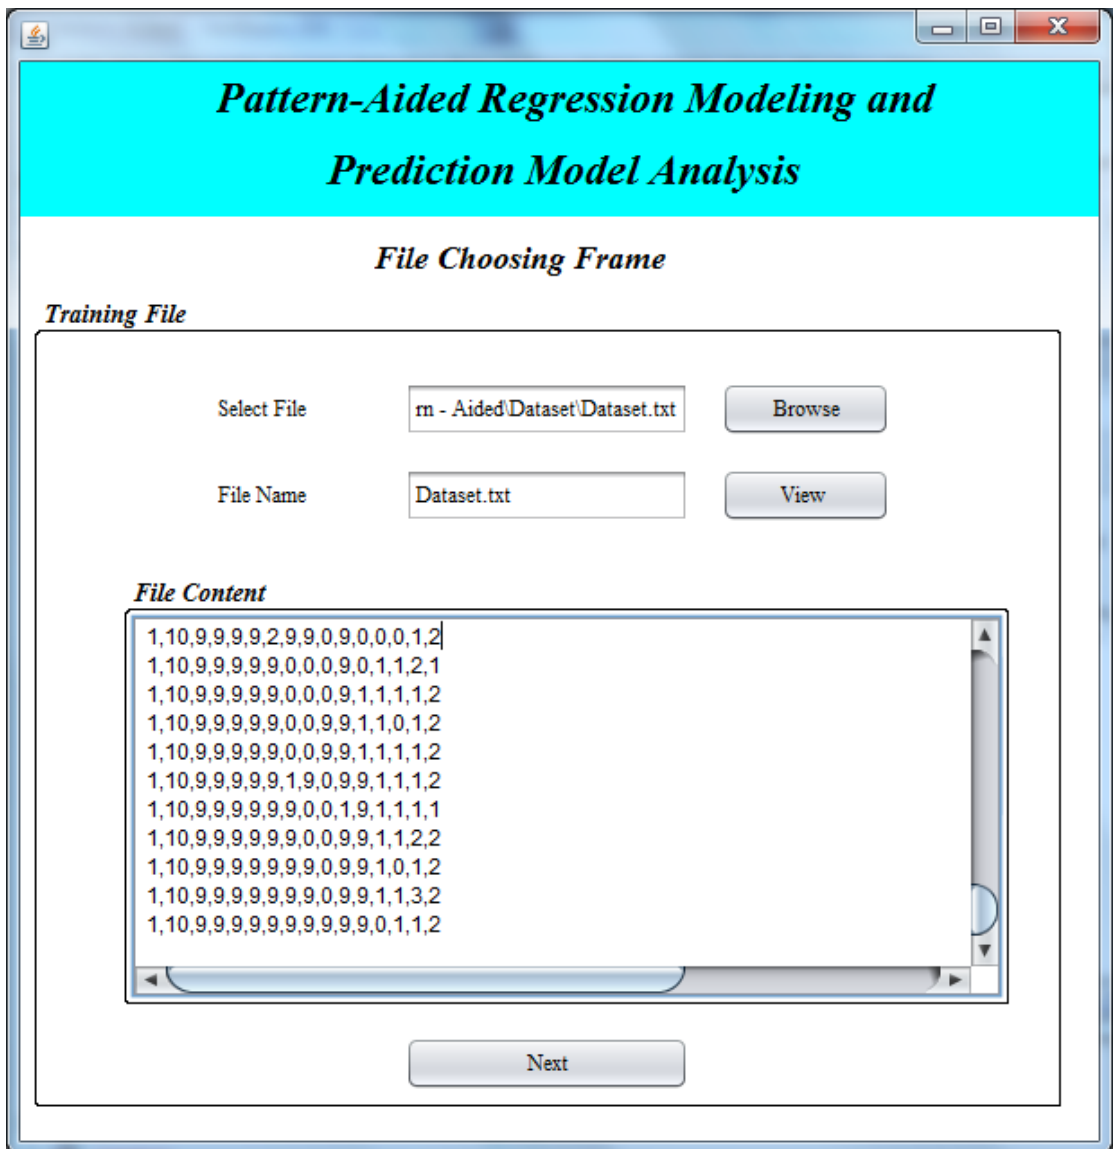 Pattern-Aided Regression Modeling and
Prediction Model Analysis
File Choosing Frame
Training File
Select File rn - Aided\Dataset\Dataset.txt Browse
File Name Dataset.txt View
File Content
1,10,9,9,9,9,2,9,9,0,9,0,0,0,1,2
1,10,9,9,9,9,9,0,0,0,9,0,1,1,2,1
1,10,9,9,9,9,9,0,0,0,9,1,1,1,1,2
1,10,9,9,9,9,9,0,0,9,9,1,1,0,1,2
1,10,9,9,9,9,9,0,0,9,9,1,1,1,1,2
1,10,9,9,9,9,9,1,9,0,9,9,1,1,1,2
1,10,9,9,9,9,9,9,0,0,1,9,1,1,1,1
1,10,9,9,9,9,9,9,0,0,9,9,1,1,2,2
1,10,9,9,9,9,9,9,9,0,9,9,1,0,1,2
1,10,9,9,9,9,9,9,9,0,9,9,1,1,3,2
1,10,9,9,9,9,9,9,9,9,9,9,0,1,1,2
Next